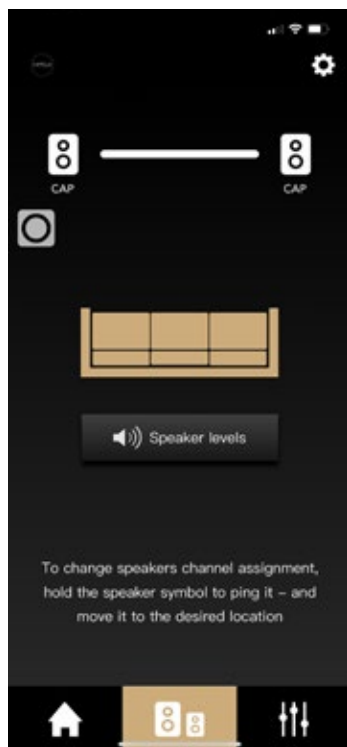 CAP
CAP
Speaker levels
To change speakers channel assignment,
hold the speaker symbol to ping it – and
move it to the desired location